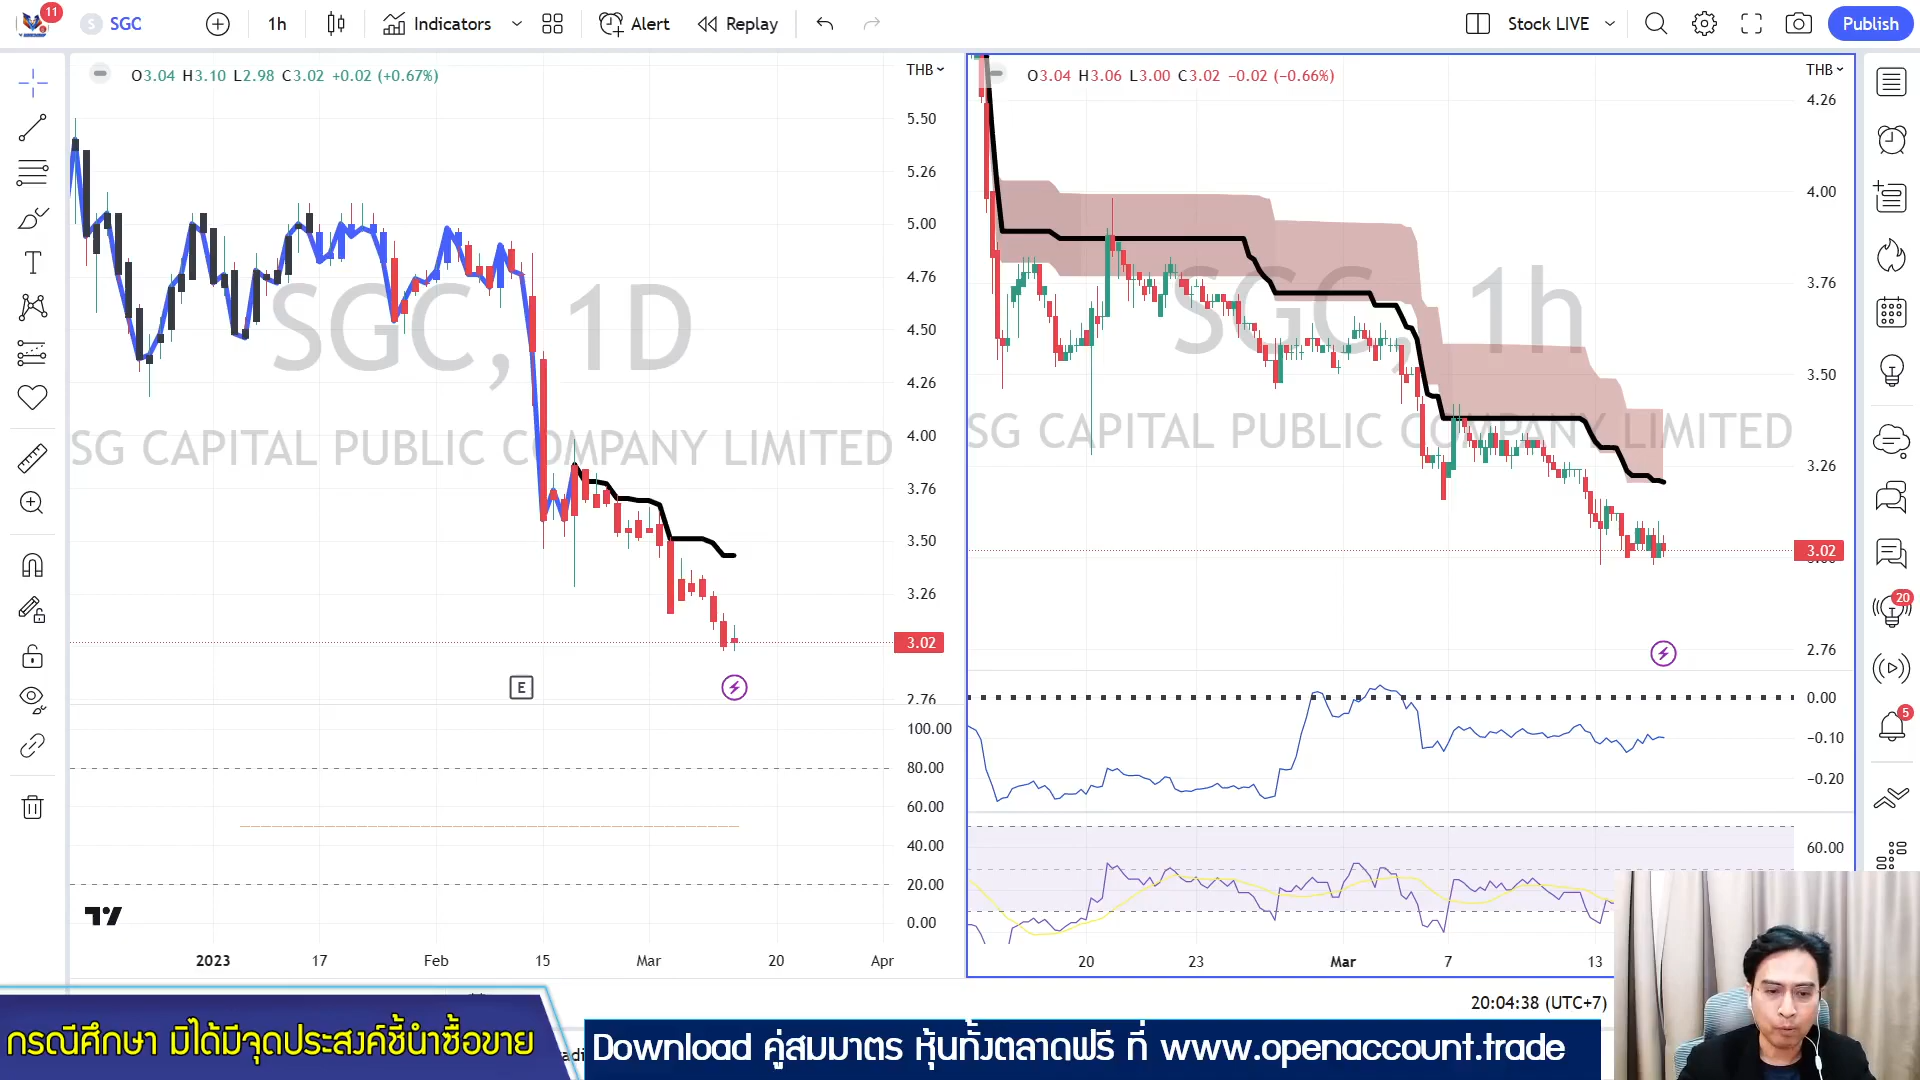 11
S SGC
1h
Indicators
Alert
Replay
Stock LIVE
Publish
O3.04 H3.10 L2.98 C3.02 +0.02 (+0.67%)
THB
5.50
5.26
5.00
4.76
4.50
4.26
4.00
3.76
3.50
3.26
3.02
2.76
SGC, 1D
SG CAPITAL PUBLIC COMPANY LIMITED
E
100.00
80.00
60.00
40.00
20.00
0.00
2023
17
Feb
15
Mar
20
Apr
O3.04 H3.06 L3.00 C3.02 −0.02 (−0.66%)
THB
4.26
4.00
3.76
3.50
3.26
3.02
2.76
SGC, 1h
SG CAPITAL PUBLIC COMPANY LIMITED
0.00
−0.10
−0.20
60.00
20
23
Mar
7
13
20
5
20:04:38 (UTC+7)
กรณีศึกษา มิได้มีจุดประสงค์ชี้นำซื้อขาย
Download คู่สมมาตร หุ้นทั้งตลาดฟรี ที่ www.openaccount.trade